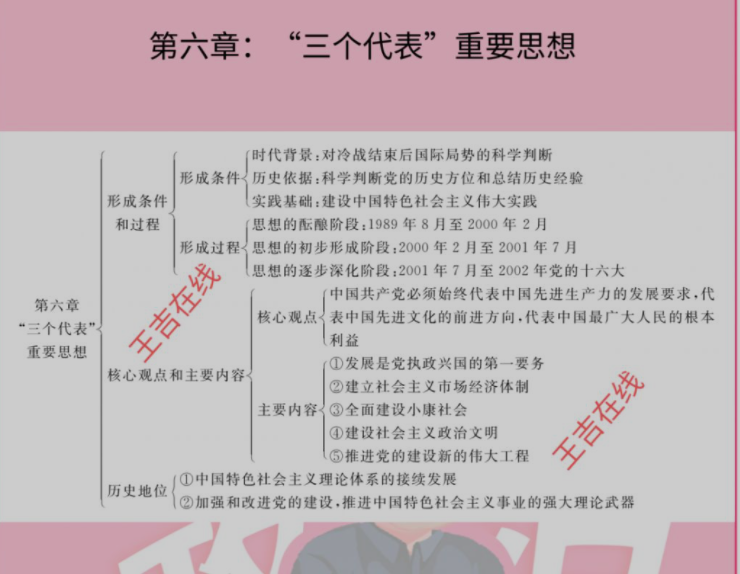 第六章：“三个代表”重要思想
时代背景:对冷战结束后国际局势的科学判断
形成条件
历史依据:科学判断党的历史方位和总结历史经验
形成条件
实践基础:建设中国特色社会主义伟大实践
和过程
思想的酝酿阶段:1989 年 8 月至 2000 年 2 月
形成过程
思想的初步形成阶段:2000 年 2 月至 2001 年 7 月
思想的逐步深化阶段:2001 年 7 月至 2002 年党的十六大
第六章
“三个代表”
重要思想
中国共产党必须始终代表中国先进生产力的发展要求,代
核心观点
表中国先进文化的前进方向,代表中国最广大人民的根本
利益
核心观点和主要内容
①发展是党执政兴国的第一要务
②建立社会主义市场经济体制
主要内容
③全面建设小康社会
④建设社会主义政治文明
⑤推进党的建设新的伟大工程
历史地位
①中国特色社会主义理论体系的接续发展
②加强和改进党的建设,推进中国特色社会主义事业的强大理论武器
王吉在线
王吉在线